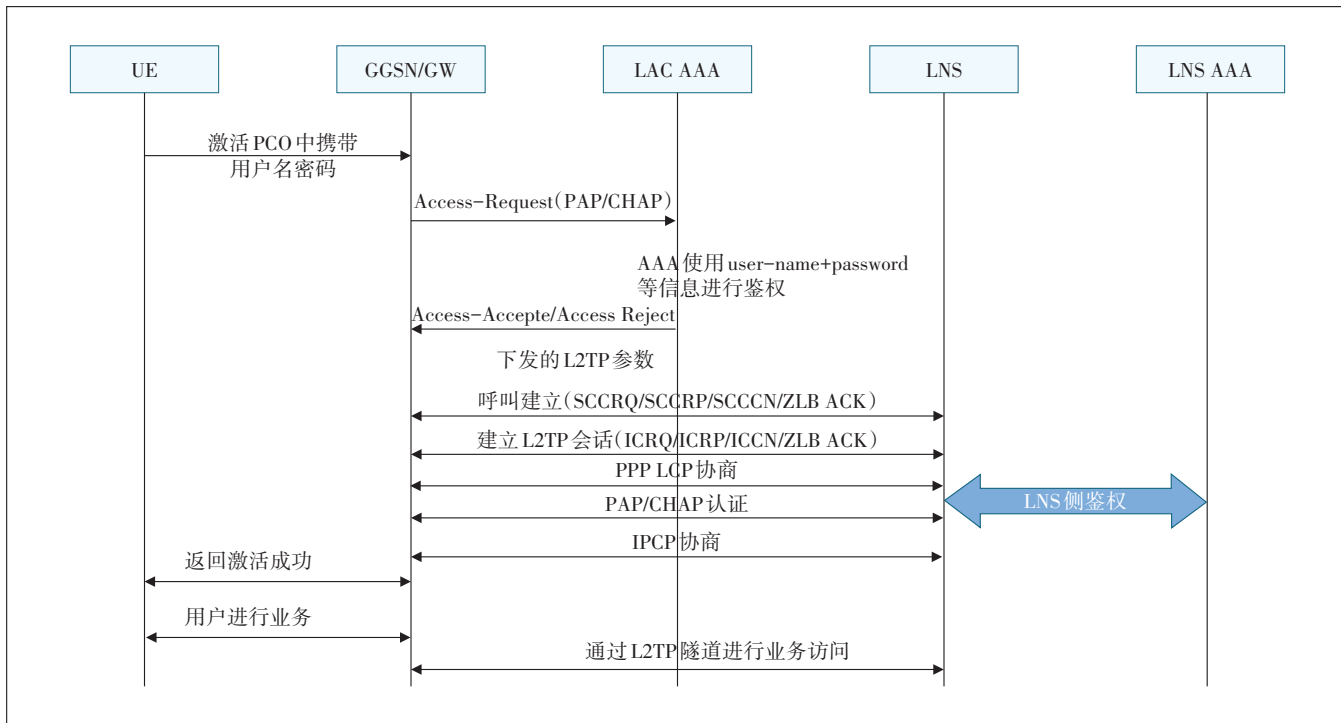 UE
GGSN/GW
LAC AAA
LNS
LNS AAA
激活PCO中携带
用户名密码
Access-Request(PAP/CHAP)
AAA使用user-name+password
等信息进行鉴权
Access-Accepte/Access Reject
下发的L2TP参数
呼叫建立(SCCRQ/SCCRP/SCCCN/ZLB ACK)
建立L2TP会话(ICRQ/ICRP/ICCN/ZLB ACK)
PPP LCP协商
LNS侧鉴权
PAP/CHAP认证
IPCP协商
返回激活成功
用户进行业务
通过L2TP隧道进行业务访问